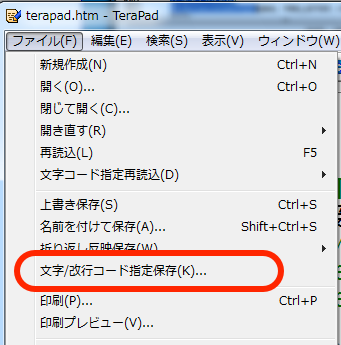 terapad.htm - TeraPad
ファイル(F) 編集(E) 検索(S) 表示(V) ウィンドウ(W)
新規作成(N) Ctrl+N
開く(O)... Ctrl+O
閉じて開く(C)...
開き直す(R)
再読込(L) F5
文字コード指定再読込(D)
上書き保存(S) Ctrl+S
名前を付けて保存(A)... Shift+Ctrl+S
折り返し反映保存(W)...
文字/改行コード指定保存(K)...
印刷(P)... Ctrl+P
印刷プレビュー(V)...